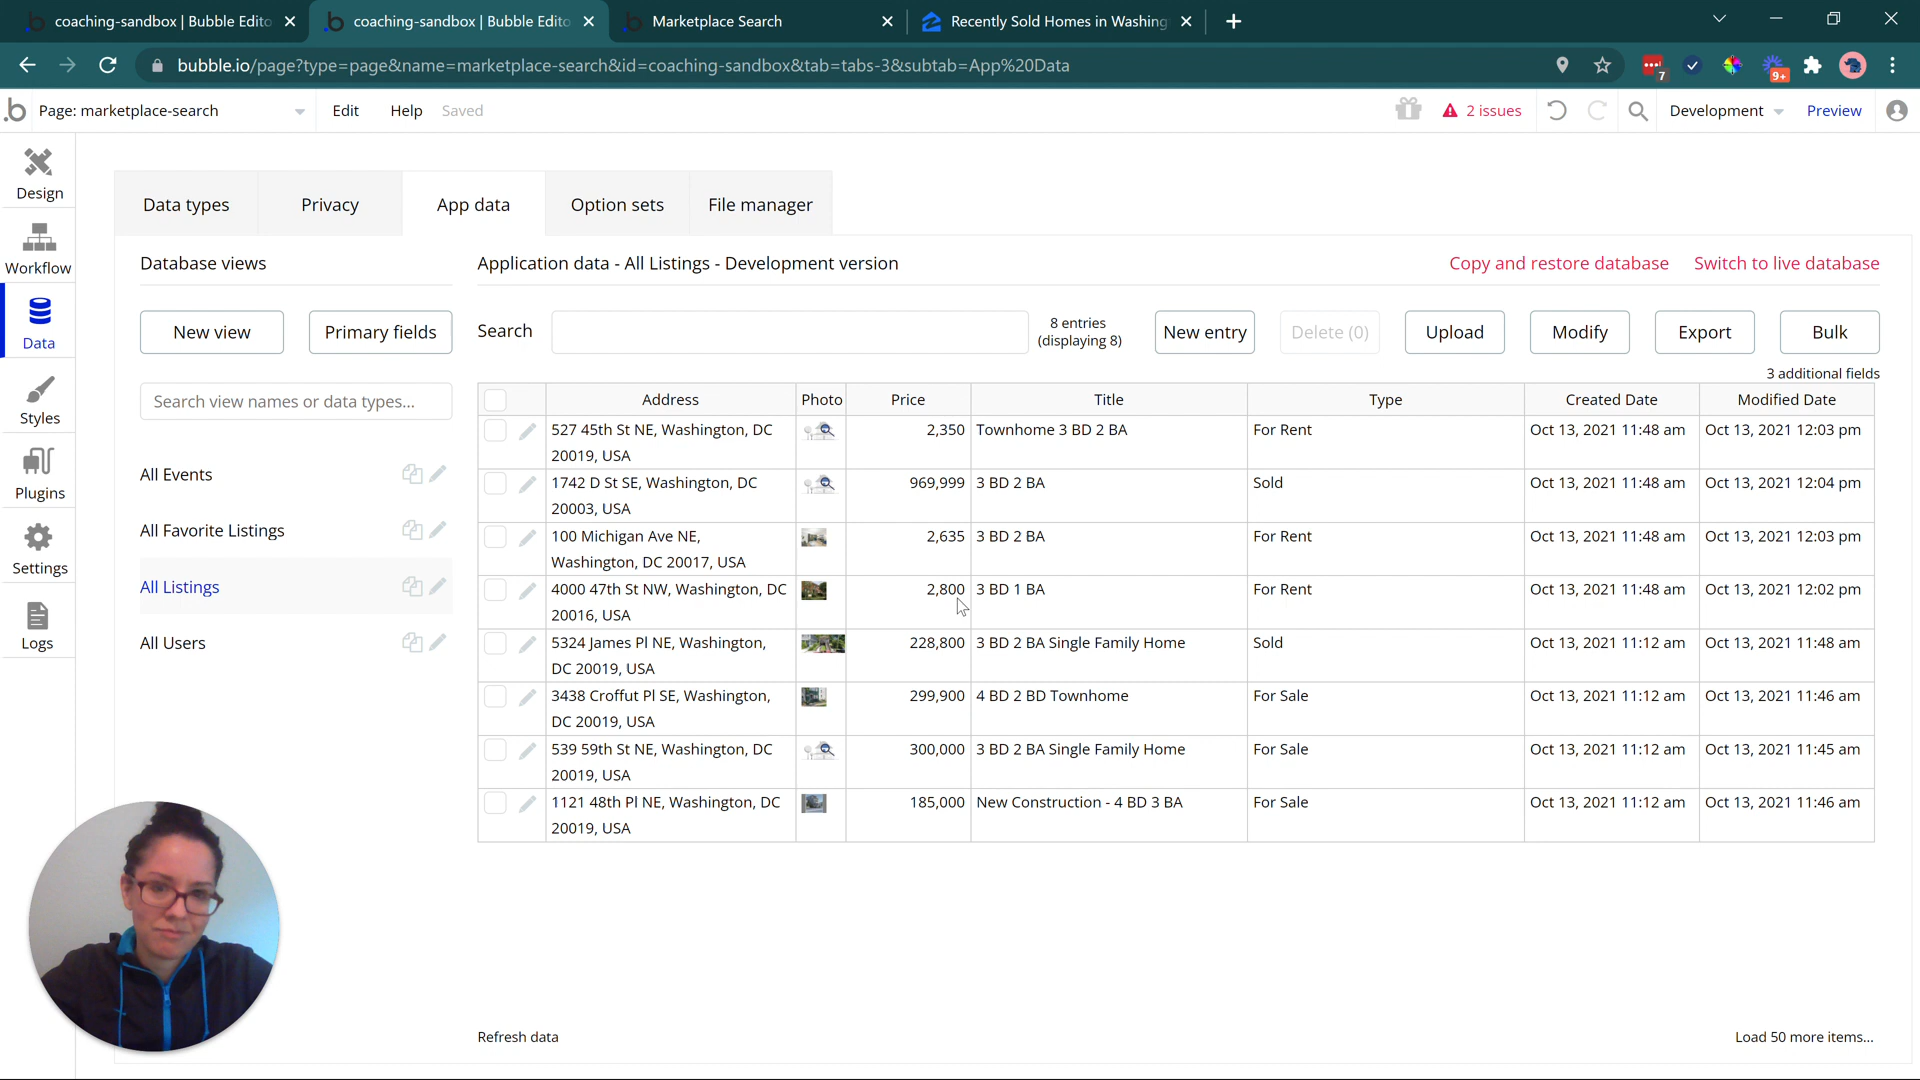 coaching-sandbox | Bubble Edito
coaching-sandbox | Bubble Edito
Marketplace Search
Recently Sold Homes in Washing
bubble.io/page?type=page&name=marketplace-search&id=coaching-sandbox&tab=tabs-3&subtab=App%20Data
7
9+
Page: marketplace-search
Edit
Help
Saved
2 issues
Development
Preview
Design
Workflow
Data
Styles
Plugins
Settings
Logs
Data types
Privacy
App data
Option sets
File manager
Database views
New view
Primary fields
Search view names or data types...
All Events
All Favorite Listings
All Listings
All Users
Application data - All Listings - Development version
Copy and restore database
Switch to live database
Search
8 entries
(displaying 8)
New entry
Delete (0)
Upload
Modify
Export
Bulk
3 additional fields
Address Photo Price Title Type Created Date Modified Date
527 45th St NE, Washington, DC 2,350 Townhome 3 BD 2 BA For Rent Oct 13, 2021 11:48 am Oct 13, 2021 12:03 pm
20019, USA
1742 D St SE, Washington, DC 969,999 3 BD 2 BA Sold Oct 13, 2021 11:48 am Oct 13, 2021 12:04 pm
20003, USA
100 Michigan Ave NE, 2,635 3 BD 2 BA For Rent Oct 13, 2021 11:48 am Oct 13, 2021 12:03 pm
Washington, DC 20017, USA
4000 47th St NW, Washington, DC 2,800 3 BD 1 BA For Rent Oct 13, 2021 11:48 am Oct 13, 2021 12:02 pm
20016, USA
5324 James Pl NE, Washington, 228,800 3 BD 2 BA Single Family Home Sold Oct 13, 2021 11:12 am Oct 13, 2021 11:48 am
DC 20019, USA
3438 Croffut Pl SE, Washington, 299,900 4 BD 2 BD Townhome For Sale Oct 13, 2021 11:12 am Oct 13, 2021 11:46 am
DC 20019, USA
539 59th St NE, Washington, DC 300,000 3 BD 2 BA Single Family Home For Sale Oct 13, 2021 11:12 am Oct 13, 2021 11:45 am
20019, USA
1121 48th Pl NE, Washington, DC 185,000 New Construction - 4 BD 3 BA For Sale Oct 13, 2021 11:12 am Oct 13, 2021 11:46 am
20019, USA
Refresh data
Load 50 more items...